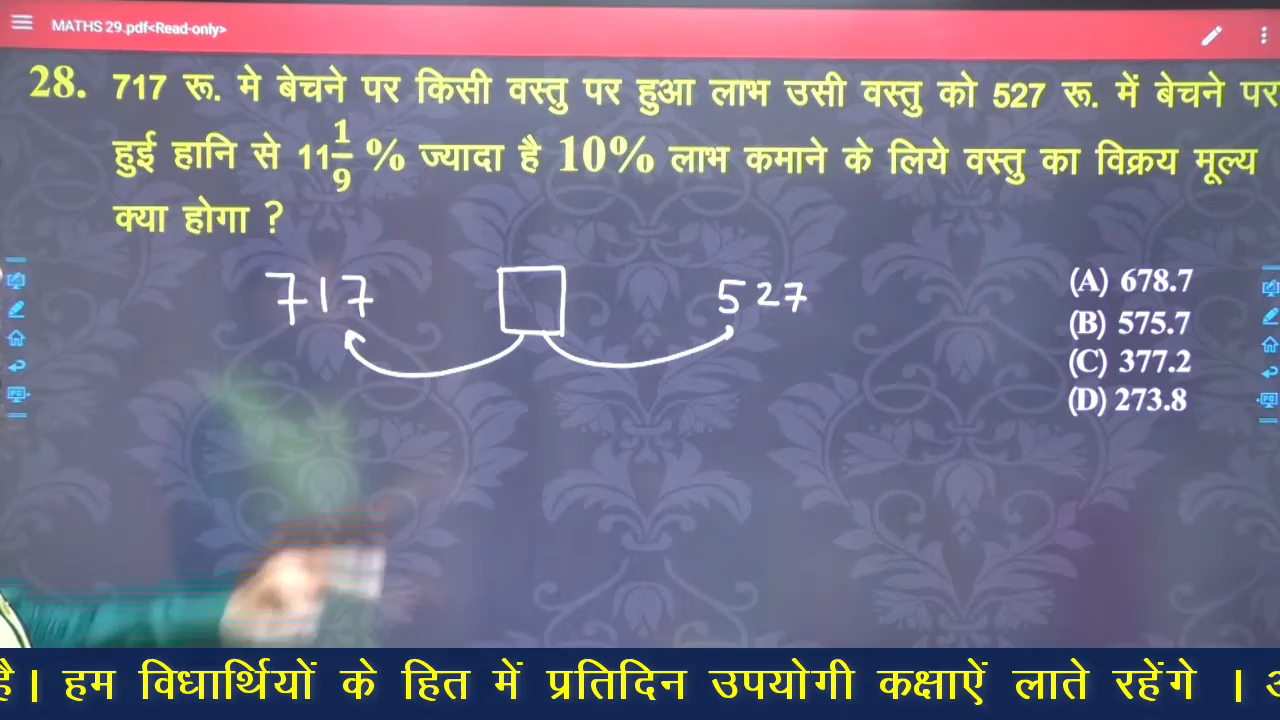 MATHS 29.pdf<Read-only>
28. 717 रू. मे बेचने पर किसी वस्तु पर हुआ लाभ उसी वस्तु को 527 रू. में बेचने पर
हुई हानि से 11 1/9 % ज्यादा है 10% लाभ कमाने के लिये वस्तु का विक्रय मूल्य
क्या होगा ?
717 527
(A) 678.7
(B) 575.7
(C) 377.2
(D) 273.8
है। हम विधार्थियों के हित में प्रतिदिन उपयोगी कक्षाऐं लाते रहेंगे ।